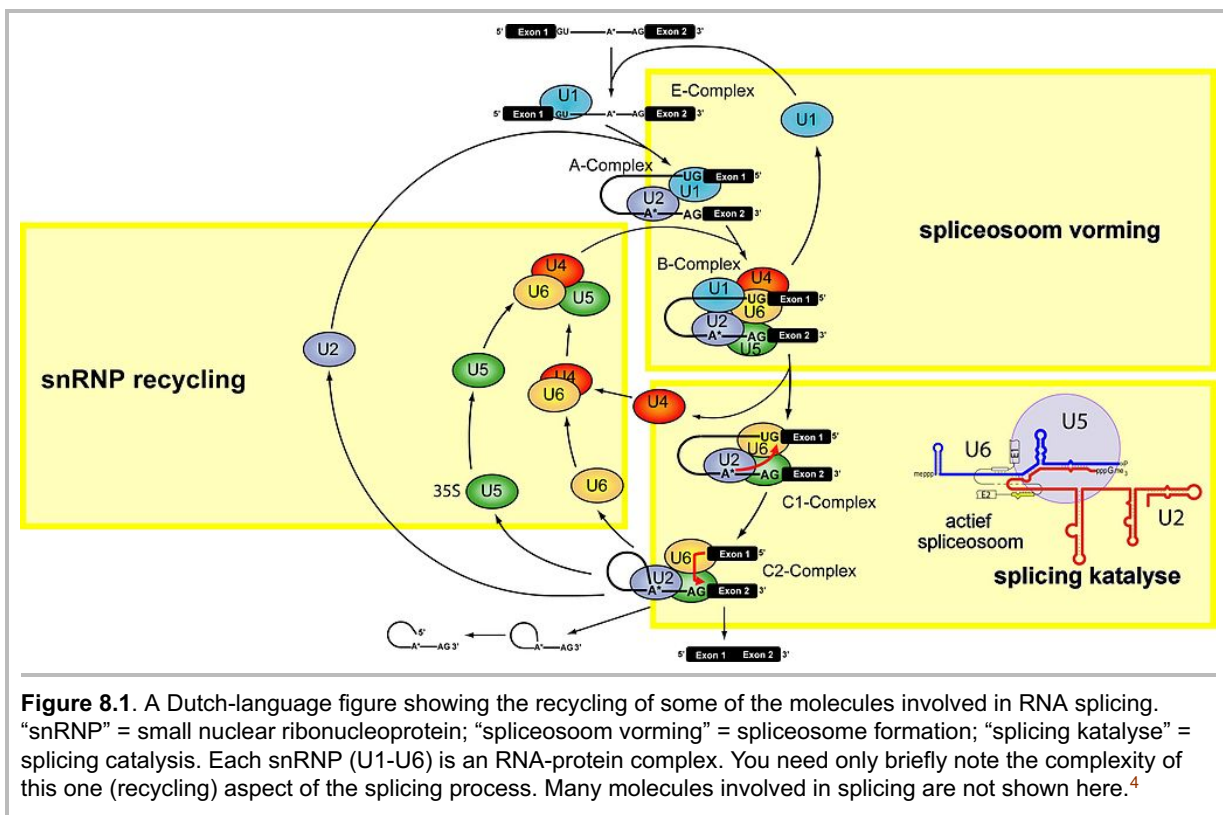 5' Exon 1 GU A* AG Exon 2 3'
U1
E-Complex
5' Exon 1 GU A* AG Exon 2 3'
U1
A-Complex
UG Exon 1 5'
U2 U1
A* AG Exon 2 3'
spliceosoom vorming
B-Complex
U4
U1 UG Exon 1 5'
U6
U2
A* AG Exon 2 3'
U5
U4
U6 U5
U2
snRNP recycling
U5
U4
U6
U4
UG Exon 1 5'
U6
U2
A* AG Exon 2 3'
C1-Complex
35S U5
U6
U5
U6
E1
meppp
E2
pppGme3
U2
actief
spliceosoom
splicing katalyse
U6 Exon 1 5'
C2-Complex
U2
A* AG Exon 2 3'
5'
A* AG 3'
A* AG 3'
5' Exon 1 Exon 2 3'
Figure 8.1. A Dutch-language figure showing the recycling of some of the molecules involved in RNA splicing.
“snRNP” = small nuclear ribonucleoprotein; “spliceosoom vorming” = spliceosome formation; “splicing katalyse” =
splicing catalysis. Each snRNP (U1-U6) is an RNA-protein complex. You need only briefly note the complexity of
this one (recycling) aspect of the splicing process. Many molecules involved in splicing are not shown here.4